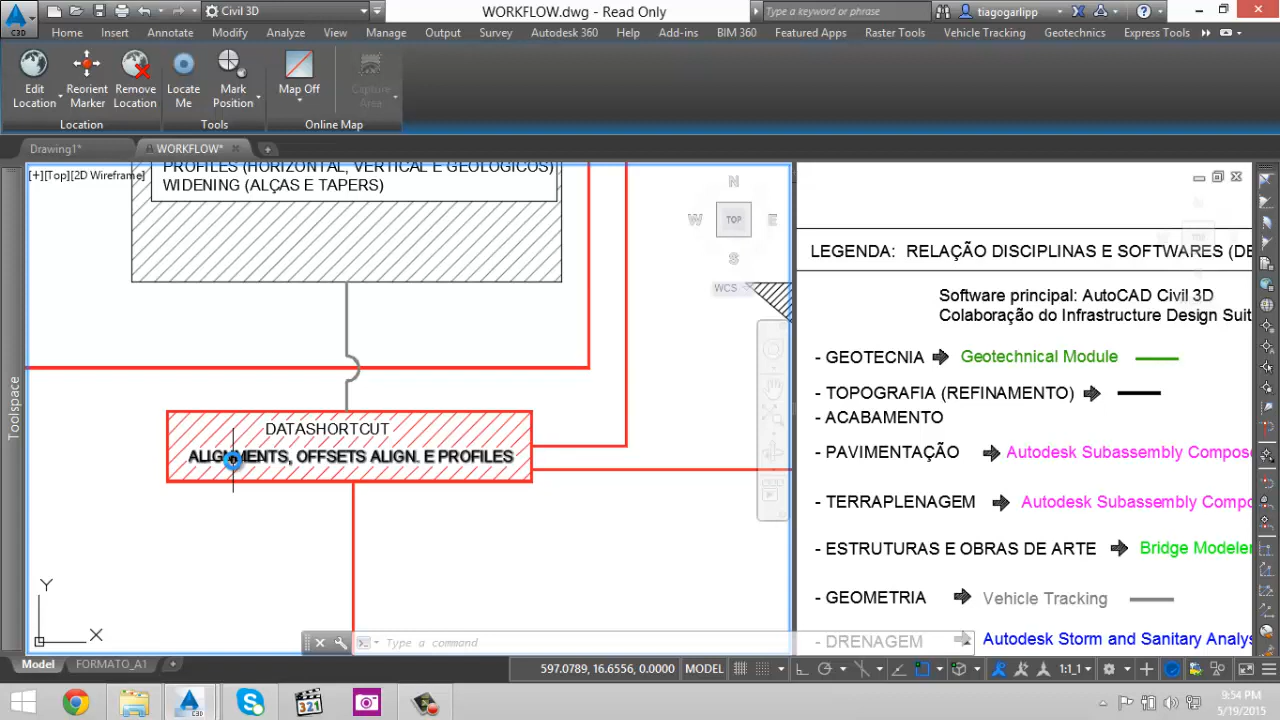 Civil 3D
WORKFLOW.dwg - Read Only
Type a keyword or phrase
tiagogarlipp
C3D
Home Insert Annotate Modify Analyze View Manage Output Survey Autodesk 360 Help Add-ins BIM 360 Featured Apps Raster Tools Vehicle Tracking Geotechnics Express Tools
Edit Location
Reorient Marker
Remove Location
Locate Me
Mark Position
Map Off
Capture Area
Location Tools Online Map
Drawing1* WORKFLOW*
[+][Top][2D Wireframe]
PROFILES (HORIZONTAL, VERTICAL E GEOLOGICOS)
WIDENING (ALÇAS E TAPERS)
N
W TOP E
S
WCS
Toolspace
DATASHORTCUT
ALIGNMENTS, OFFSETS ALIGN. E PROFILES
Y
X
LEGENDA: RELAÇÃO DISCIPLINAS E SOFTWARES (DE
Software principal: AutoCAD Civil 3D
Colaboração do Infrastructure Design Suit
- GEOTECNIA Geotechnical Module
- TOPOGRAFIA (REFINAMENTO)
- ACABAMENTO
- PAVIMENTAÇÃO Autodesk Subassembly Compose
- TERRAPLENAGEM Autodesk Subassembly Compo
- ESTRUTURAS E OBRAS DE ARTE Bridge Modeler
- GEOMETRIA Vehicle Tracking
- DRENAGEM Autodesk Storm and Sanitary Analys
Type a command
Model FORMATO_A1
597.0789, 16.6556, 0.0000 MODEL 1:1
321
9:54 PM
5/19/2015